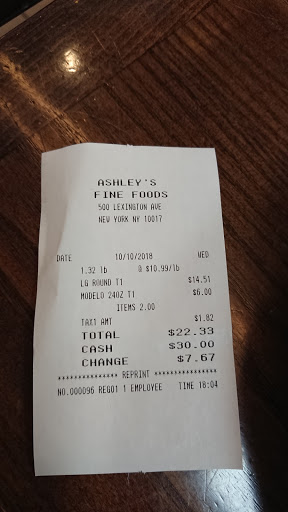 ASHLEY'S
FINE FOODS
500 LEXINGTON AVE
NEW YORK NY 10017
DATE 10/10/2018 WED
1.32 lb @ $10.99/lb
LG ROUND T1 $14.51
MODELO 24OZ T1 $6.00
ITEMS 2.00
TAX1 AMT $1.82
TOTAL $22.33
CASH $30.00
CHANGE $7.67
*************** REPRINT ***************
NO.000096 REG01 1 EMPLOYEE TIME 18:04